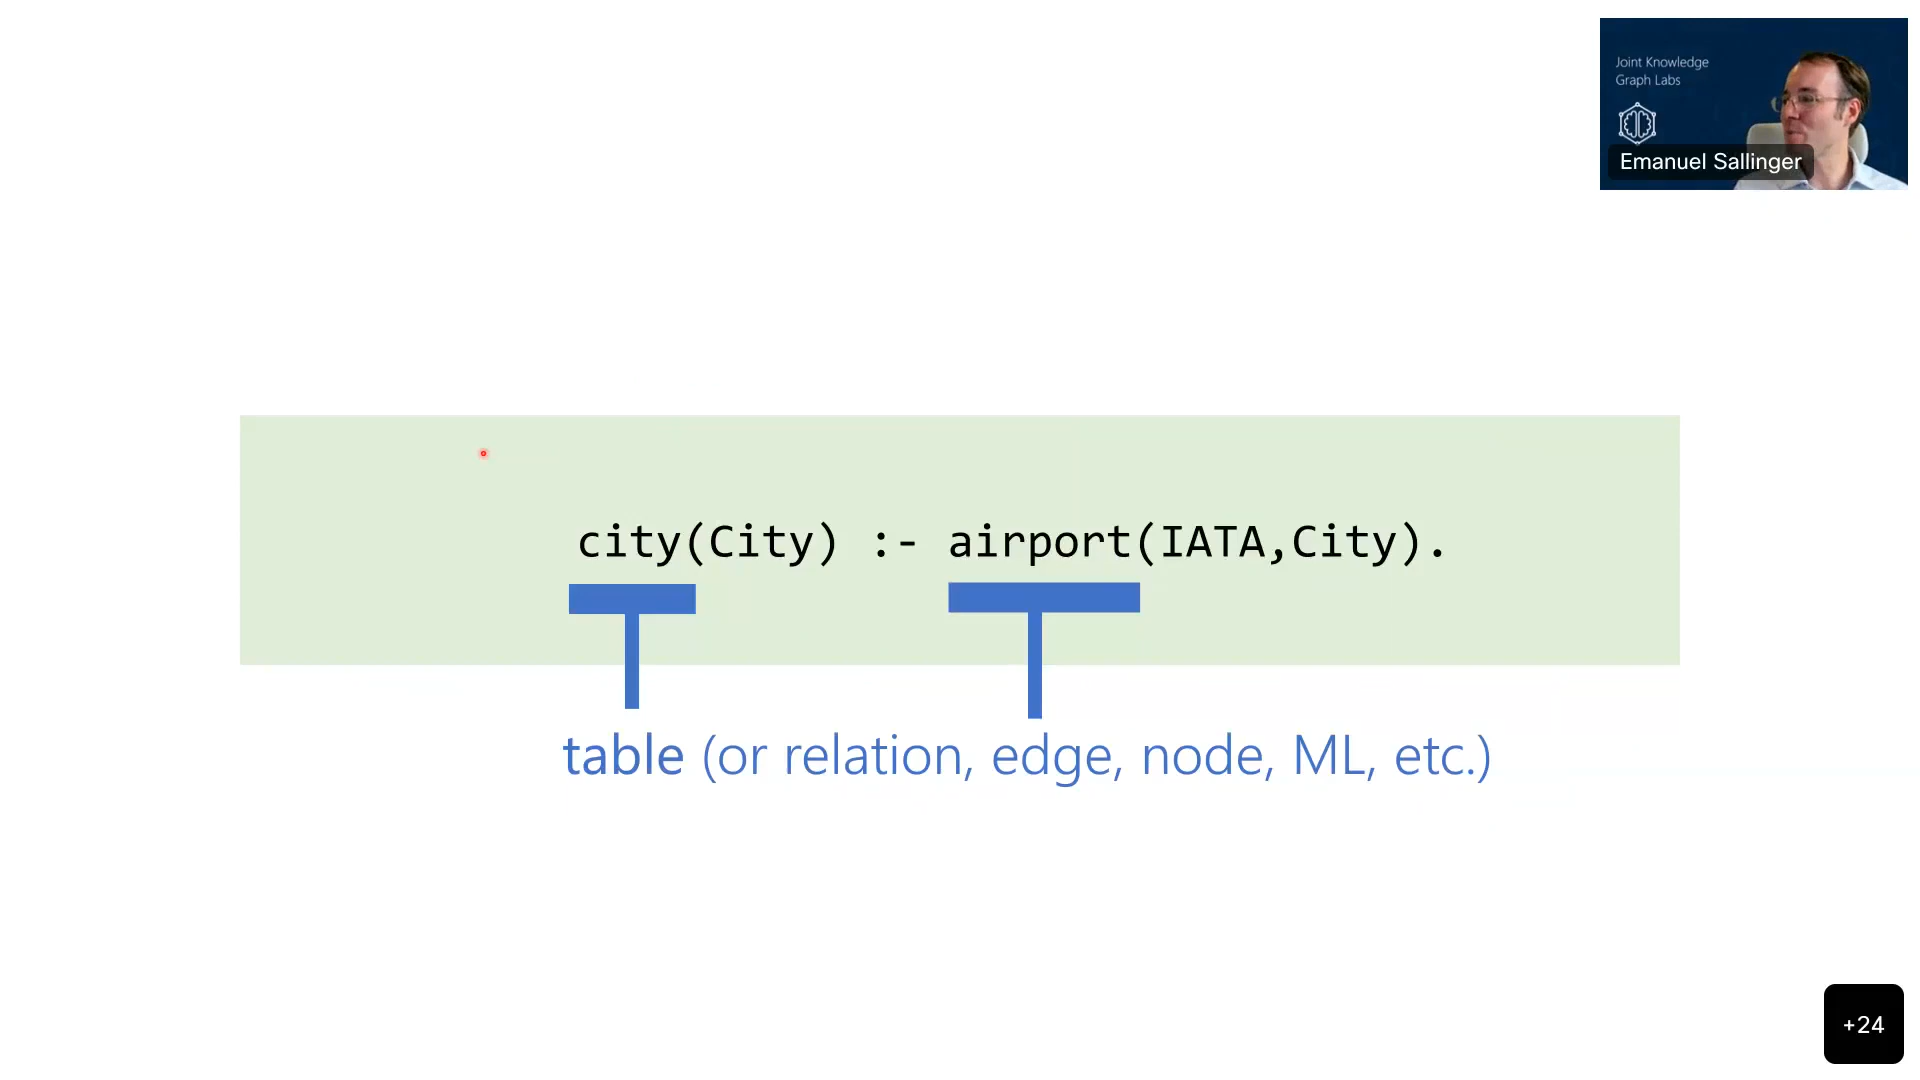 Joint Knowledge
Graph Labs
Emanuel Sallinger
city(City) :- airport(IATA,City).
table (or relation, edge, node, ML, etc.)
+24